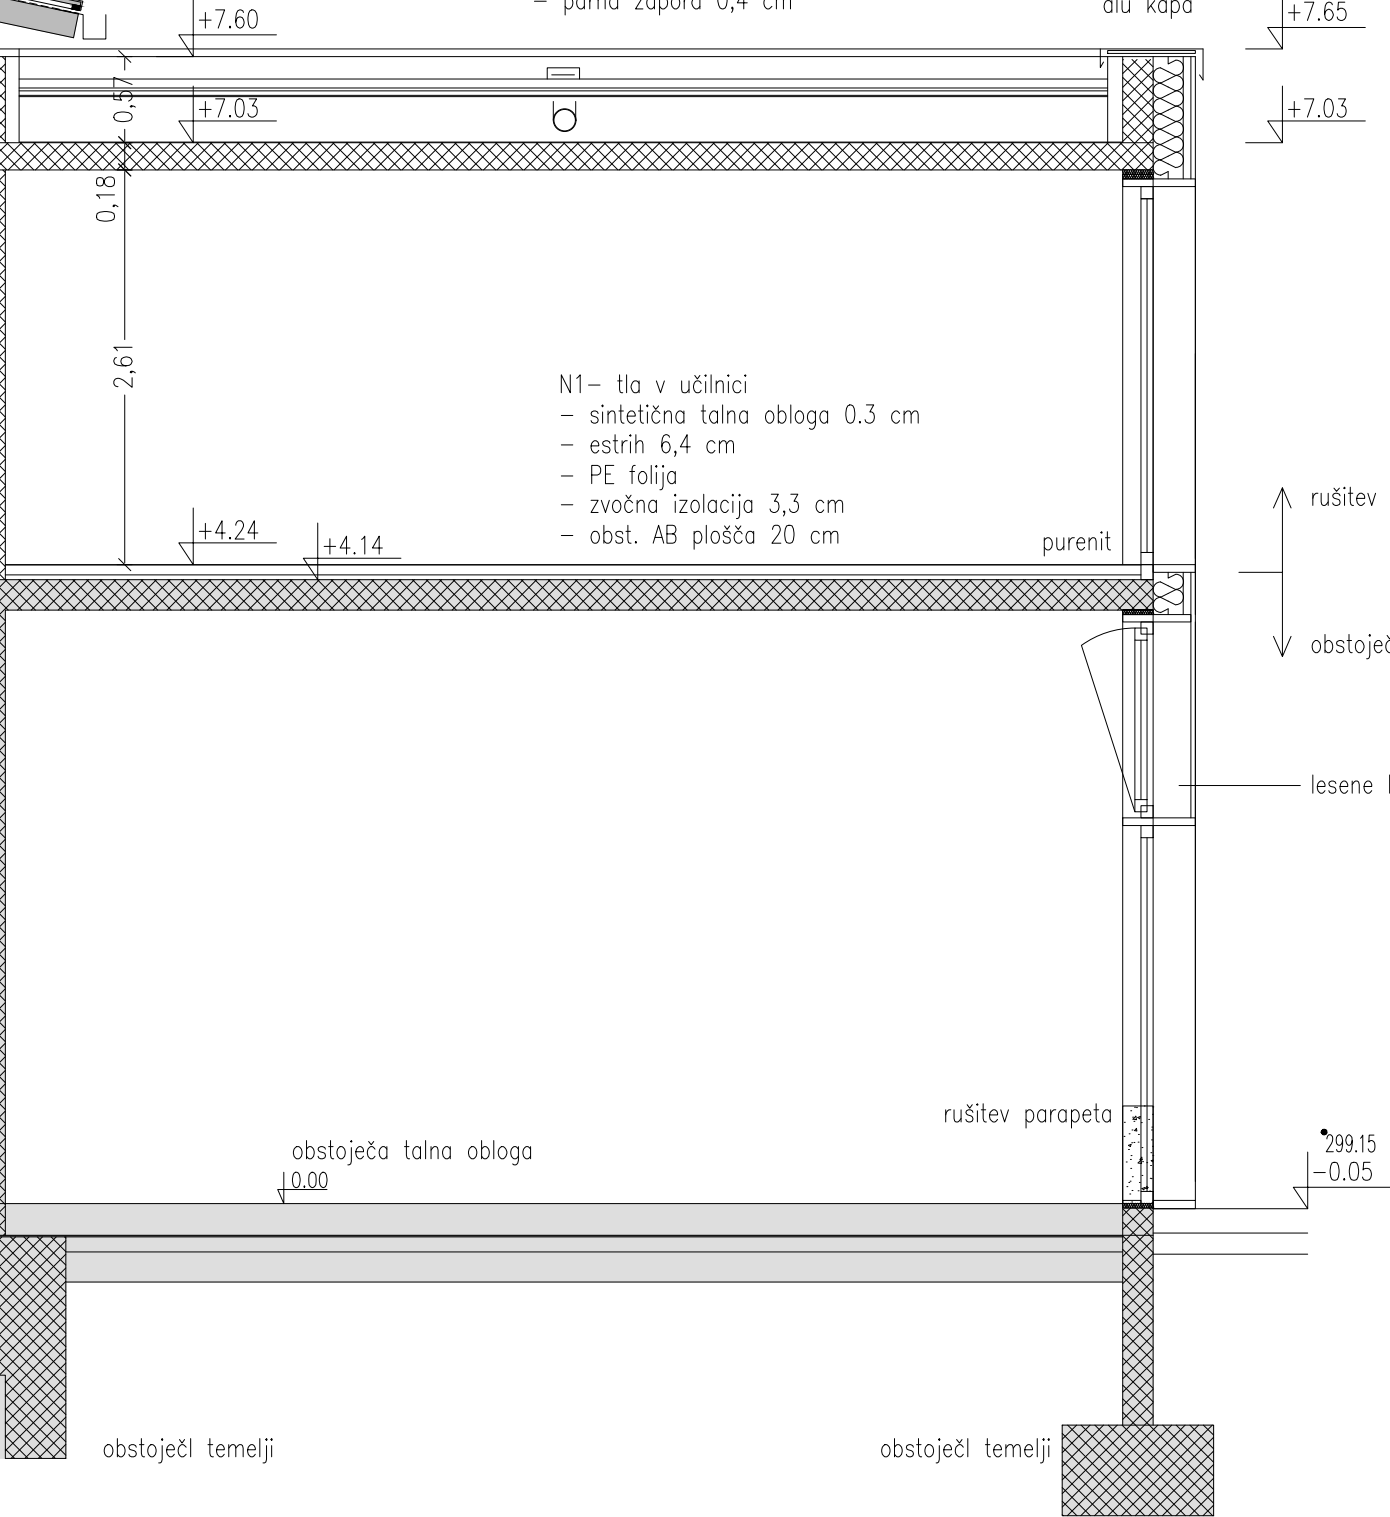 - parna zapora 0,4 cm
alu kapa
+7.60
+7.65
0,57
+7.03
+7.03
0,18
2,61
N1- tla v učilnici
- sintetična talna obloga 0.3 cm
- estrih 6,4 cm
- PE folija
- zvočna izolacija 3,3 cm
- obst. AB plošča 20 cm
rušitev
+4.24
+4.14
purenit
obstoječ
lesene
rušitev parapeta
obstoječa talna obloga
0.00
299.15
-0.05
obstoječI temelji
obstoječI temelji